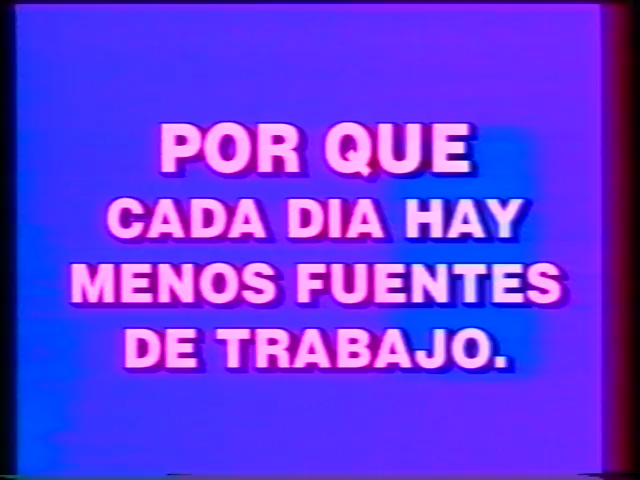 POR QUE
CADA DIA HAY
MENOS FUENTES
DE TRABAJO.